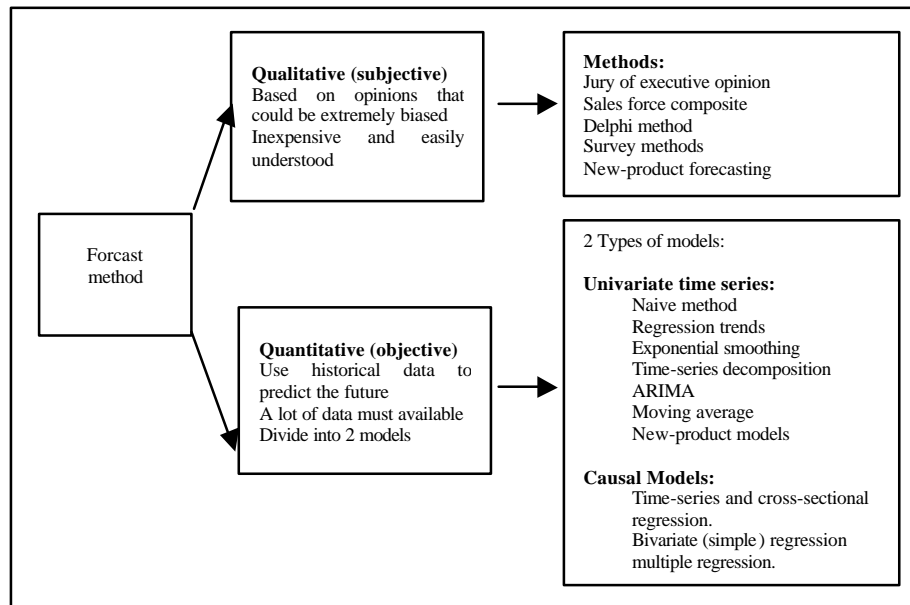 Forcast
method
Qualitative (subjective)
Based on opinions that
could be extremely biased
Inexpensive and easily
understood
Methods:
Jury of executive opinion
Sales force composite
Delphi method
Survey methods
New-product forecasting
Quantitative (objective)
Use historical data to
predict the future
A lot of data must available
Divide into 2 models
2 Types of models:
Univariate time series:
Naive method
Regression trends
Exponential smoothing
Time-series decomposition
ARIMA
Moving average
New-product models
Causal Models:
Time-series and cross-sectional
regression.
Bivariate (simple) regression
multiple regression.